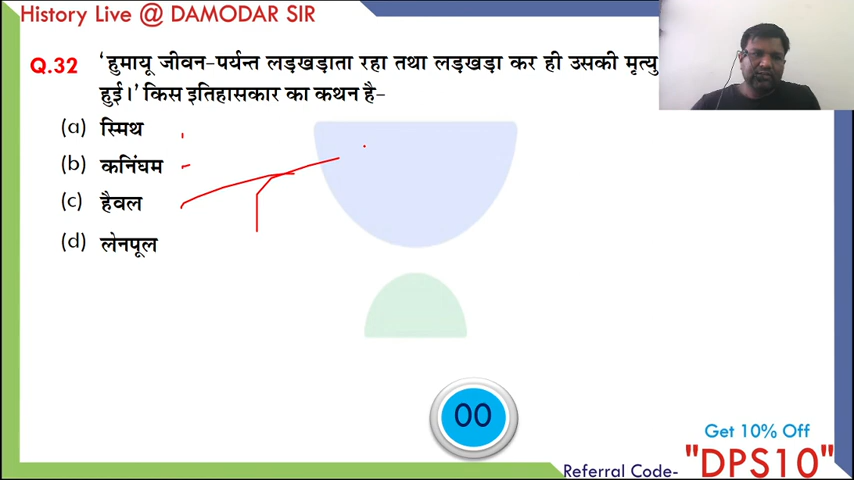 History Live @ DAMODAR SIR
Q.32 'हुमायू जीवन-पर्यन्त लड़खड़ाता रहा तथा लड़खड़ा कर ही उसकी मृत्यु
हुई।' किस इतिहासकार का कथन है-
(a) स्मिथ
(b) कनिंघम
(c) हैवल
(d) लेनपूल
00
Get 10% Off
Referral Code- "DPS10"